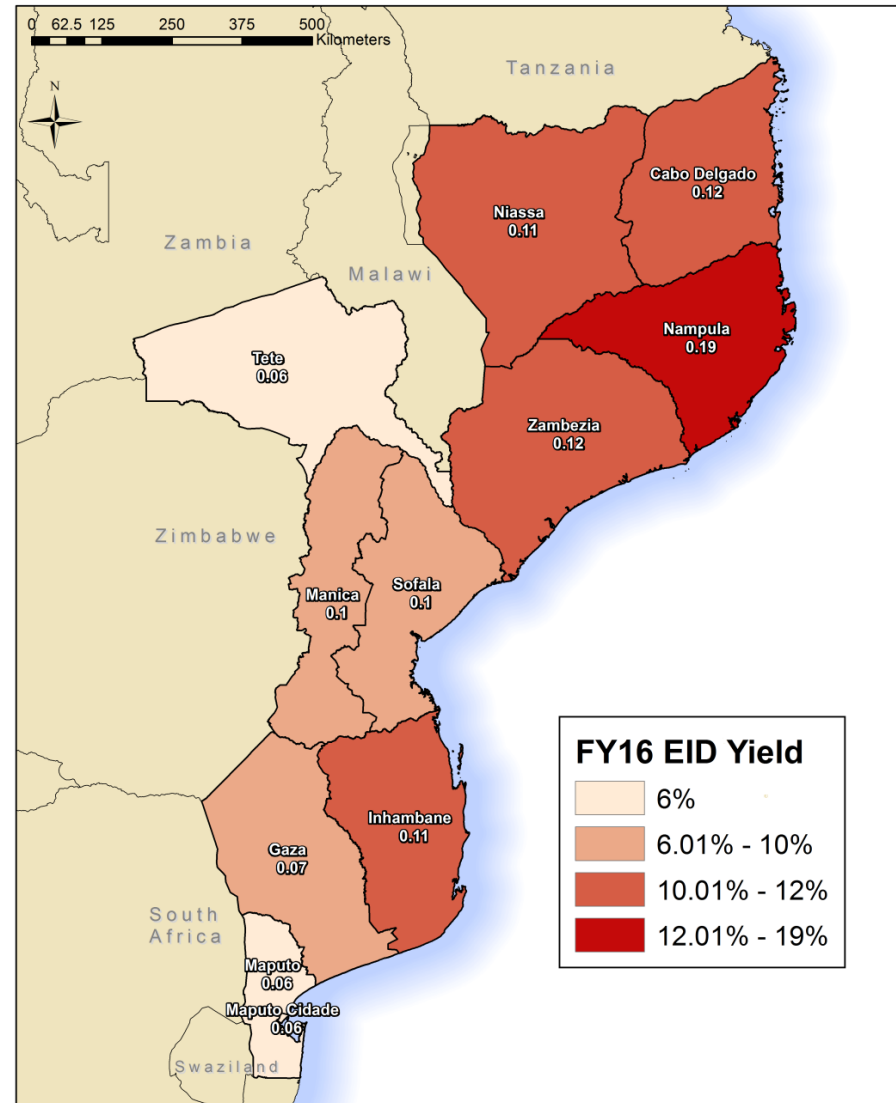 0 62.5 125 250 375 500
Kilometers
N
Tanzania
Cabo Delgado
0.12
Niassa
0.11
Zambia
Malawi
Nampula
0.19
Tete
0.06
Zambezia
0.12
Zimbabwe
Manica
0.1
Sofala
0.1
Inhambane
0.11
Gaza
0.07
South
Africa
Maputo
0.06
Maputo Cidade
0.06
Swaziland
FY16 EID Yield
6%
6.01% - 10%
10.01% - 12%
12.01% - 19%